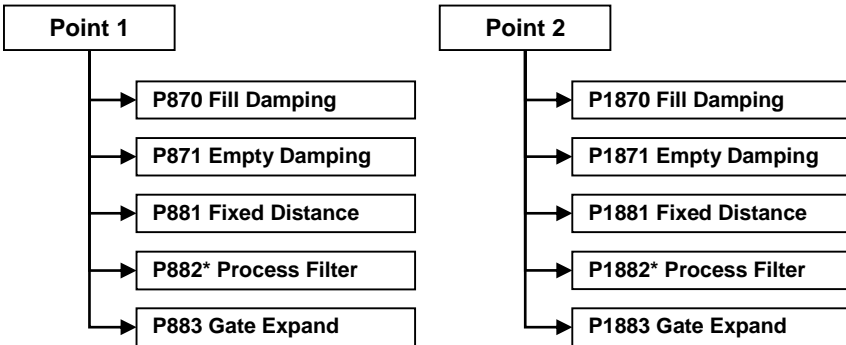 Point 1
P870 Fill Damping
P871 Empty Damping
P881 Fixed Distance
P882* Process Filter
P883 Gate Expand
Point 2
P1870 Fill Damping
P1871 Empty Damping
P1881 Fixed Distance
P1882* Process Filter
P1883 Gate Expand